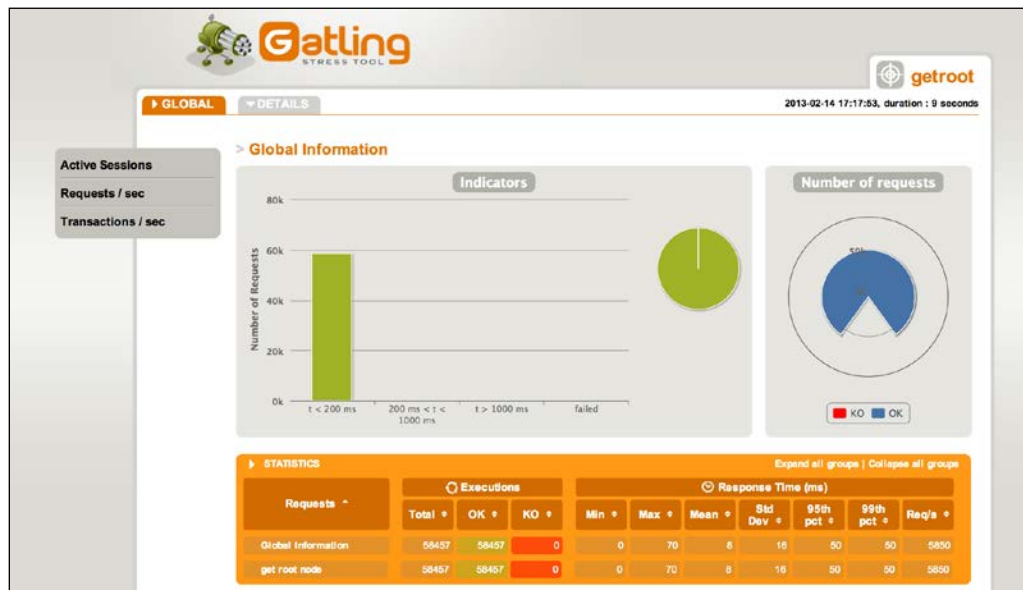 Gatling
STRESS TOOL
getroot
GLOBAL DETAILS
2013-02-14 17:17:53, duration : 9 seconds
> Global Information
Active Sessions
Requests / sec
Transactions / sec
Indicators
Number of Requests
80k
60k
40k
20k
0k
t < 200 ms
200 ms < t <
1000 ms
t > 1000 ms
failed
Number of requests
50k
KO OK
STATISTICS
Expand all groups | Collapse all groups
Requests
Executions
Response Time (ms)
Total OK KO Min Max Mean Std Dev 95th pct 99th pct Req/s
Global Information 58457 58457 0 0 70 8 16 50 50 5850
get root node 58457 58457 0 0 70 8 16 50 50 5850